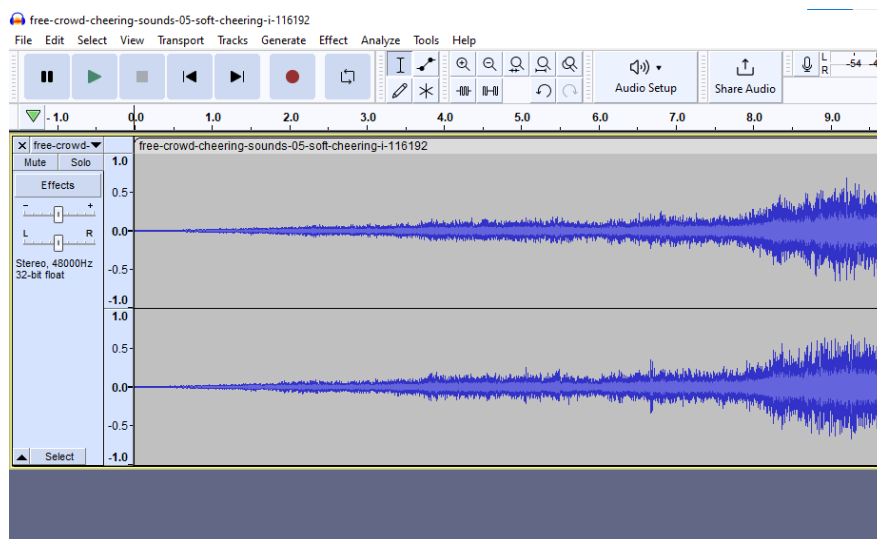 free-crowd-cheering-sounds-05-soft-cheering-i-116192
File Edit Select View Transport Tracks Generate Effect Analyze Tools Help
Audio Setup
Share Audio
L
R
-54 -4
-1.0 0.0 1.0 2.0 3.0 4.0 5.0 6.0 7.0 8.0 9.0
free-crowd-
free-crowd-cheering-sounds-05-soft-cheering-i-116192
Mute Solo
Effects
- +
L R
Stereo, 48000Hz
32-bit float
1.0
0.5-
0.0-
-0.5-
-1.0
1.0
0.5-
0.0-
-0.5-
-1.0
Select